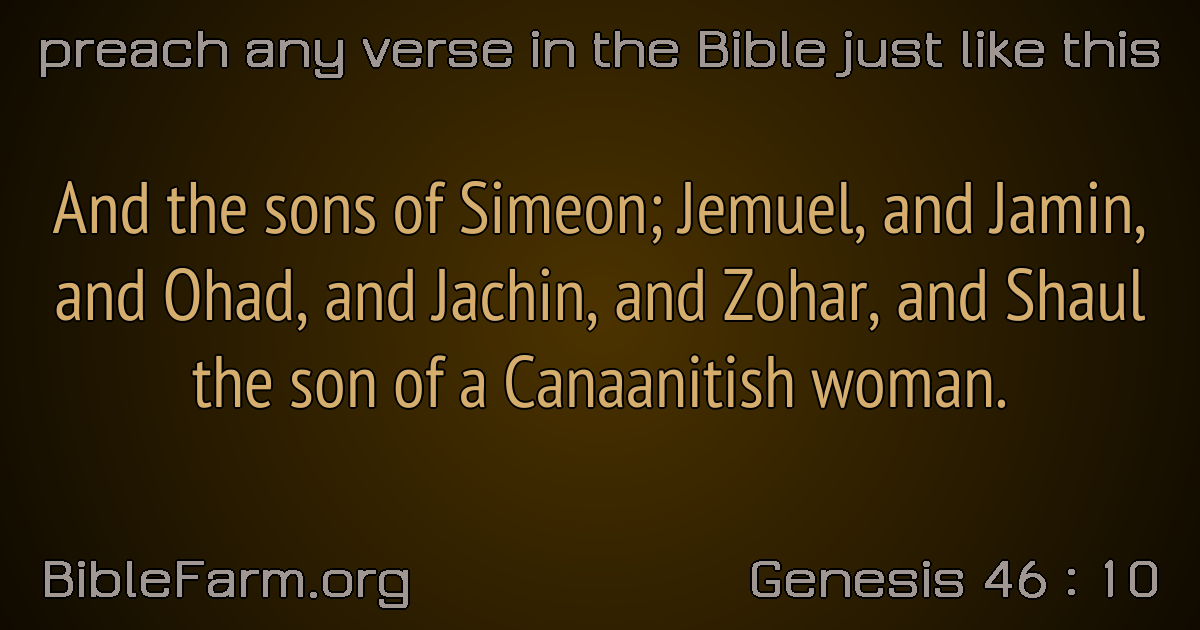 preach any verse in the Bible just like this
And the sons of Simeon; Jemuel, and Jamin,
and Ohad, and Jachin, and Zohar, and Shaul
the son of a Canaanitish woman.
BibleFarm.org
Genesis 46 : 10